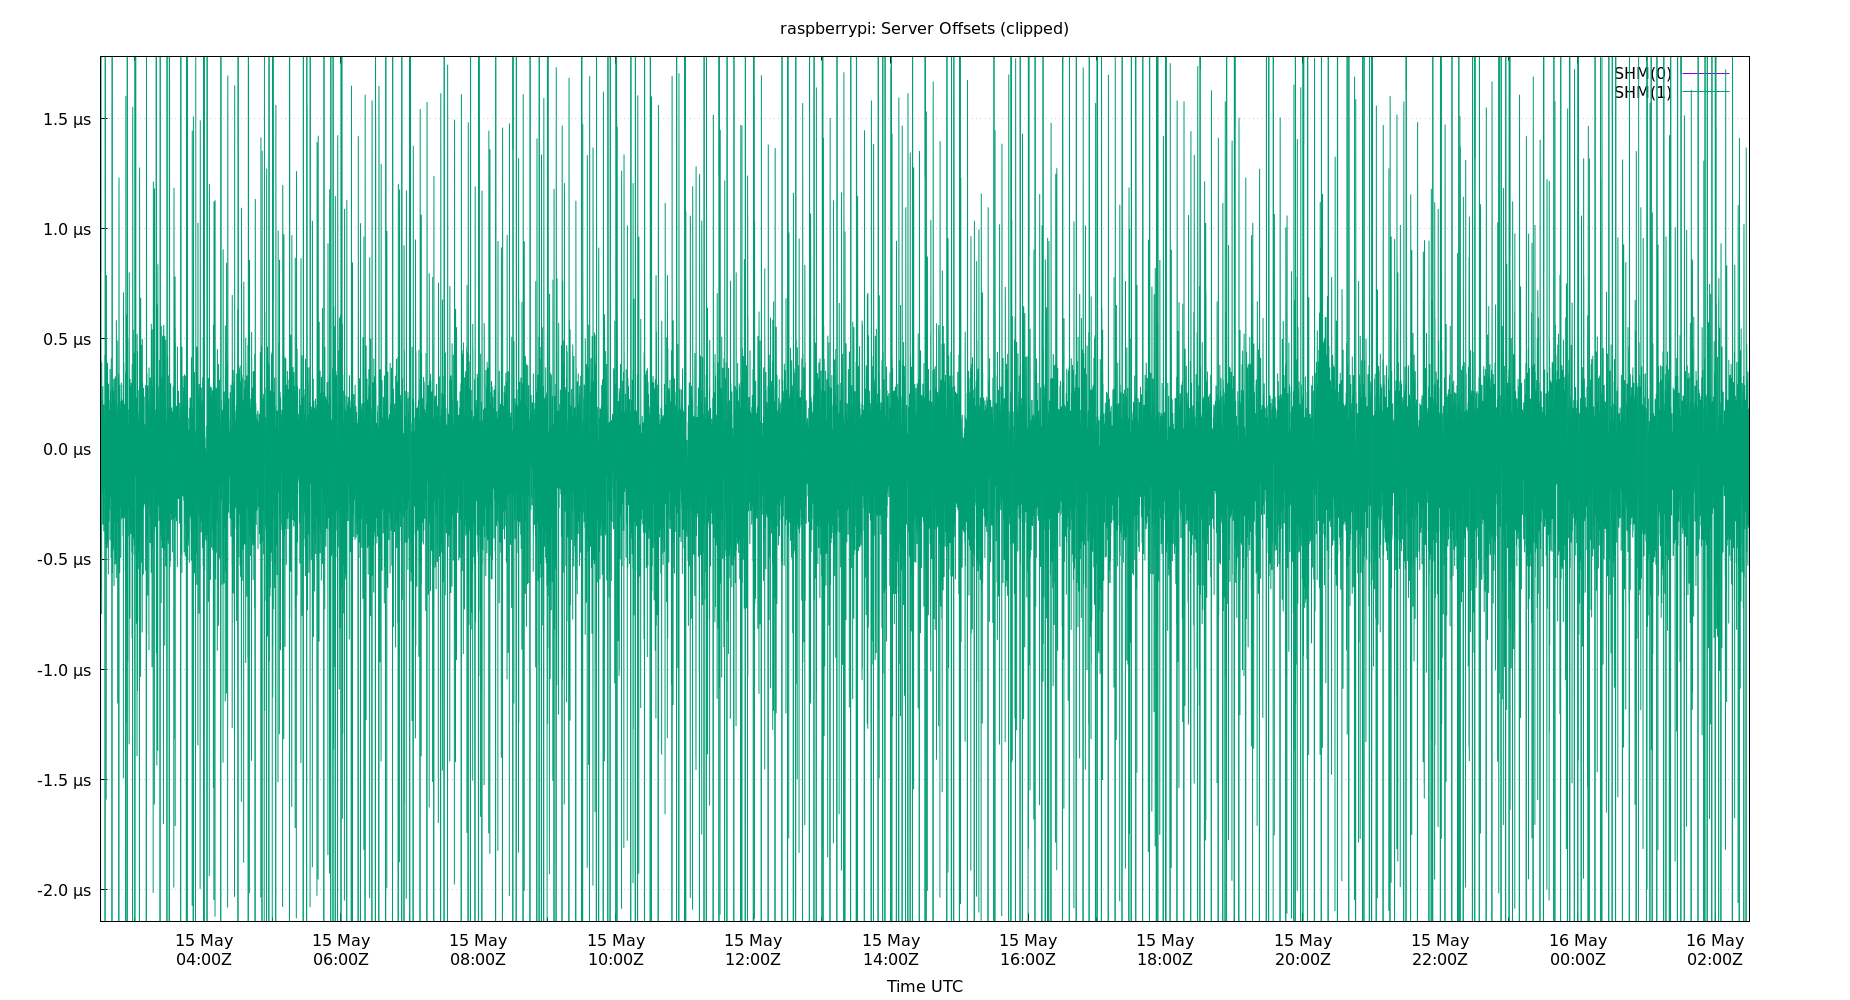 raspberrypi: Server Offsets (clipped)
SHM(0)
SHM(1)
1.5 µs
1.0 µs
0.5 µs
0.0 µs
-0.5 µs
-1.0 µs
-1.5 µs
-2.0 µs
15 May 15 May 15 May 15 May 15 May 15 May 15 May 15 May 15 May 15 May 16 May 16 May
04:00Z 06:00Z 08:00Z 10:00Z 12:00Z 14:00Z 16:00Z 18:00Z 20:00Z 22:00Z 00:00Z 02:00Z
Time UTC